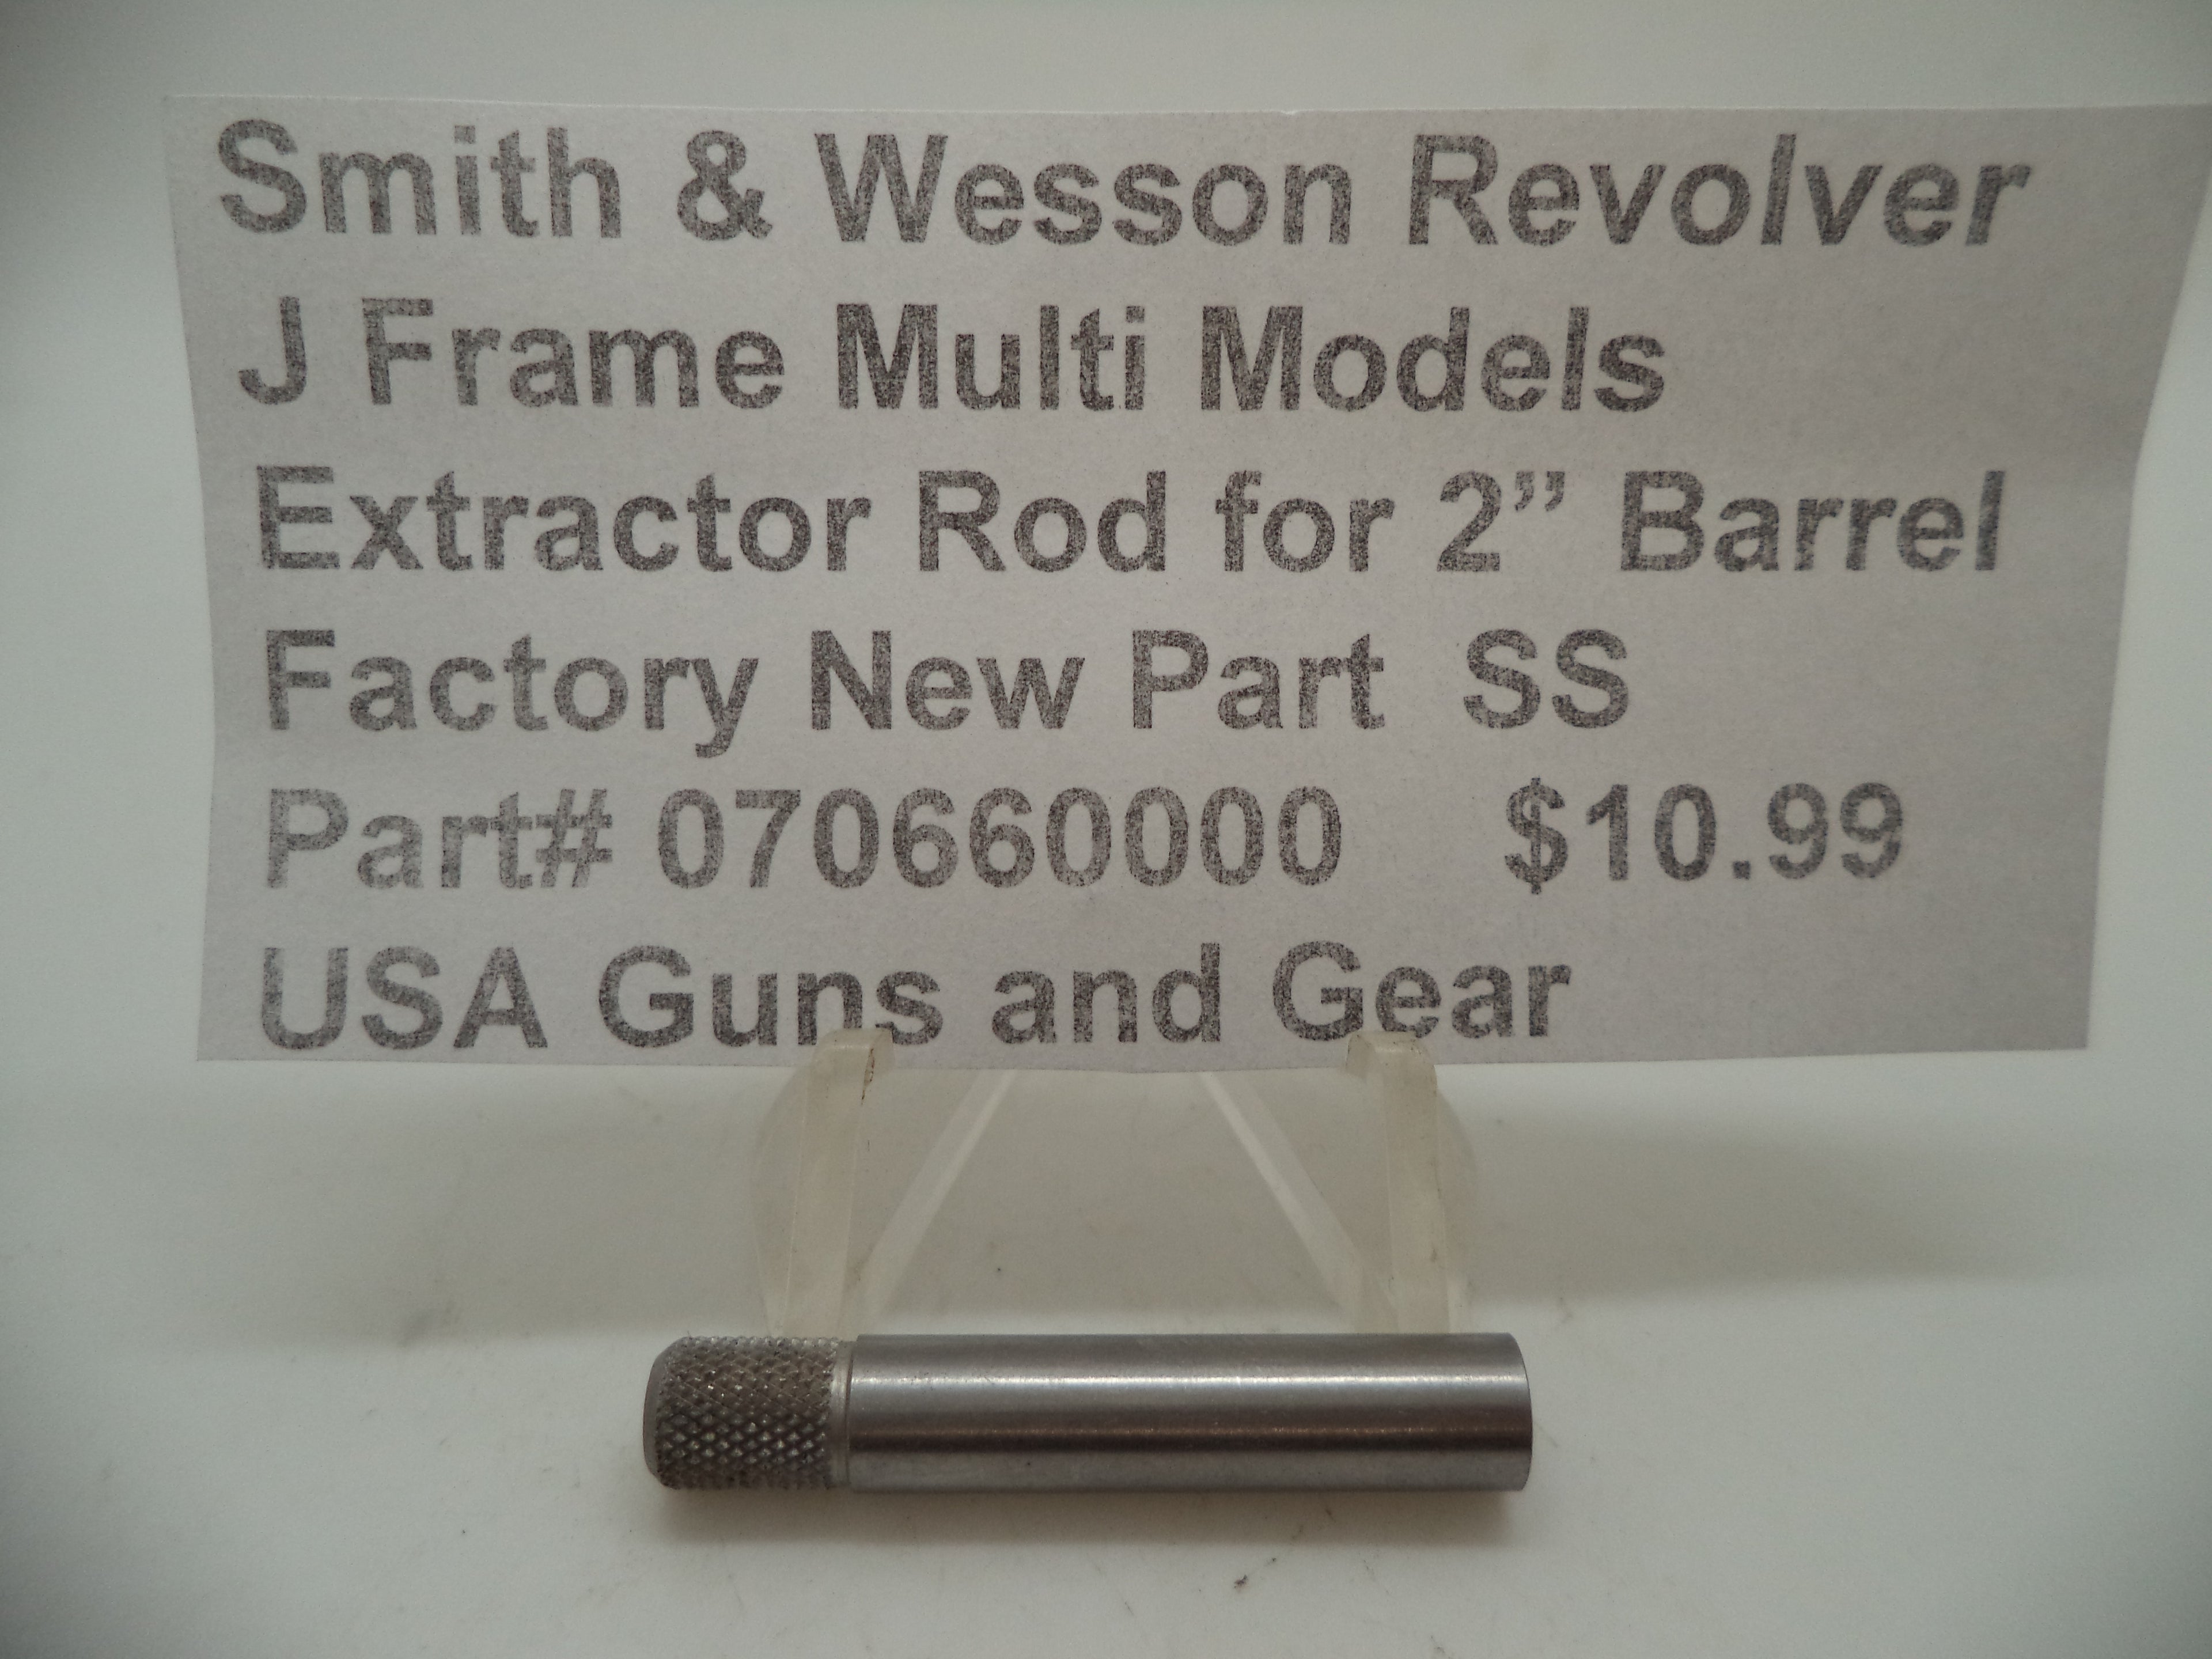 Smith & Wesson Revolver
J Frame Multi Models
Extractor Rod for 2” Barrel
Factory New Part SS
Part# 070660000 $10.99
USA Guns and Gear